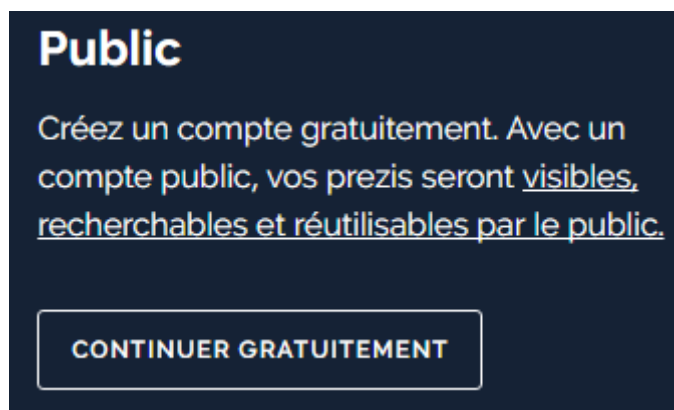 Public
Créez un compte gratuitement. Avec un
compte public, vos prezis seront visibles,
recherchables et réutilisables par le public.
CONTINUER GRATUITEMENT